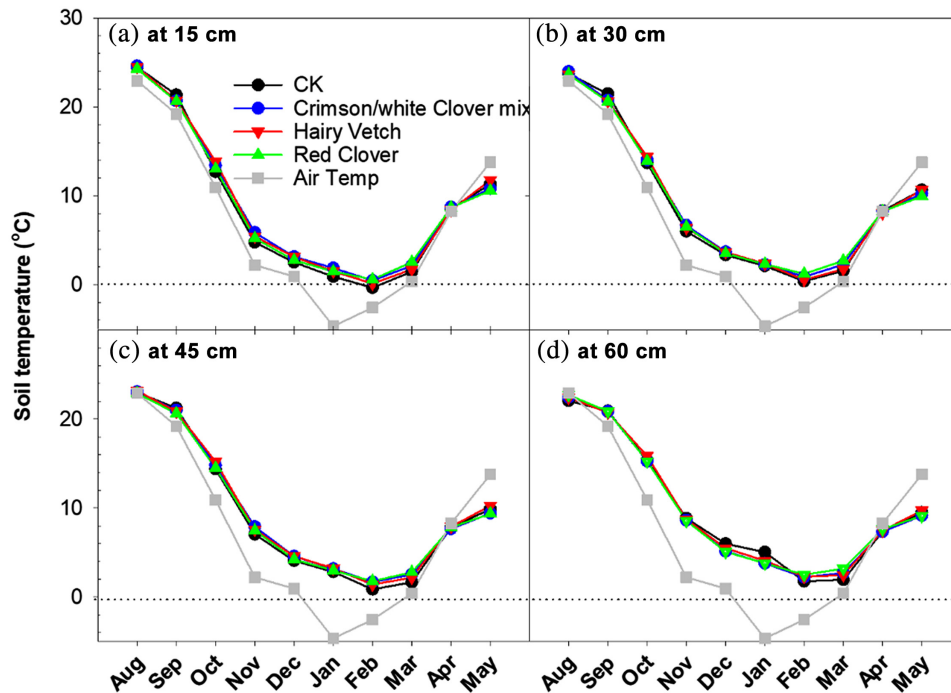 (a) at 15 cm
(b) at 30 cm
CK
Crimson/white Clover mix
Hairy Vetch
Red Clover
Air Temp
30
20
10
0
Soil temperature (°C)
(c) at 45 cm
(d) at 60 cm
20
10
0
Aug Sep Oct Nov Dec Jan Feb Mar Apr May
Aug Sep Oct Nov Dec Jan Feb Mar Apr May